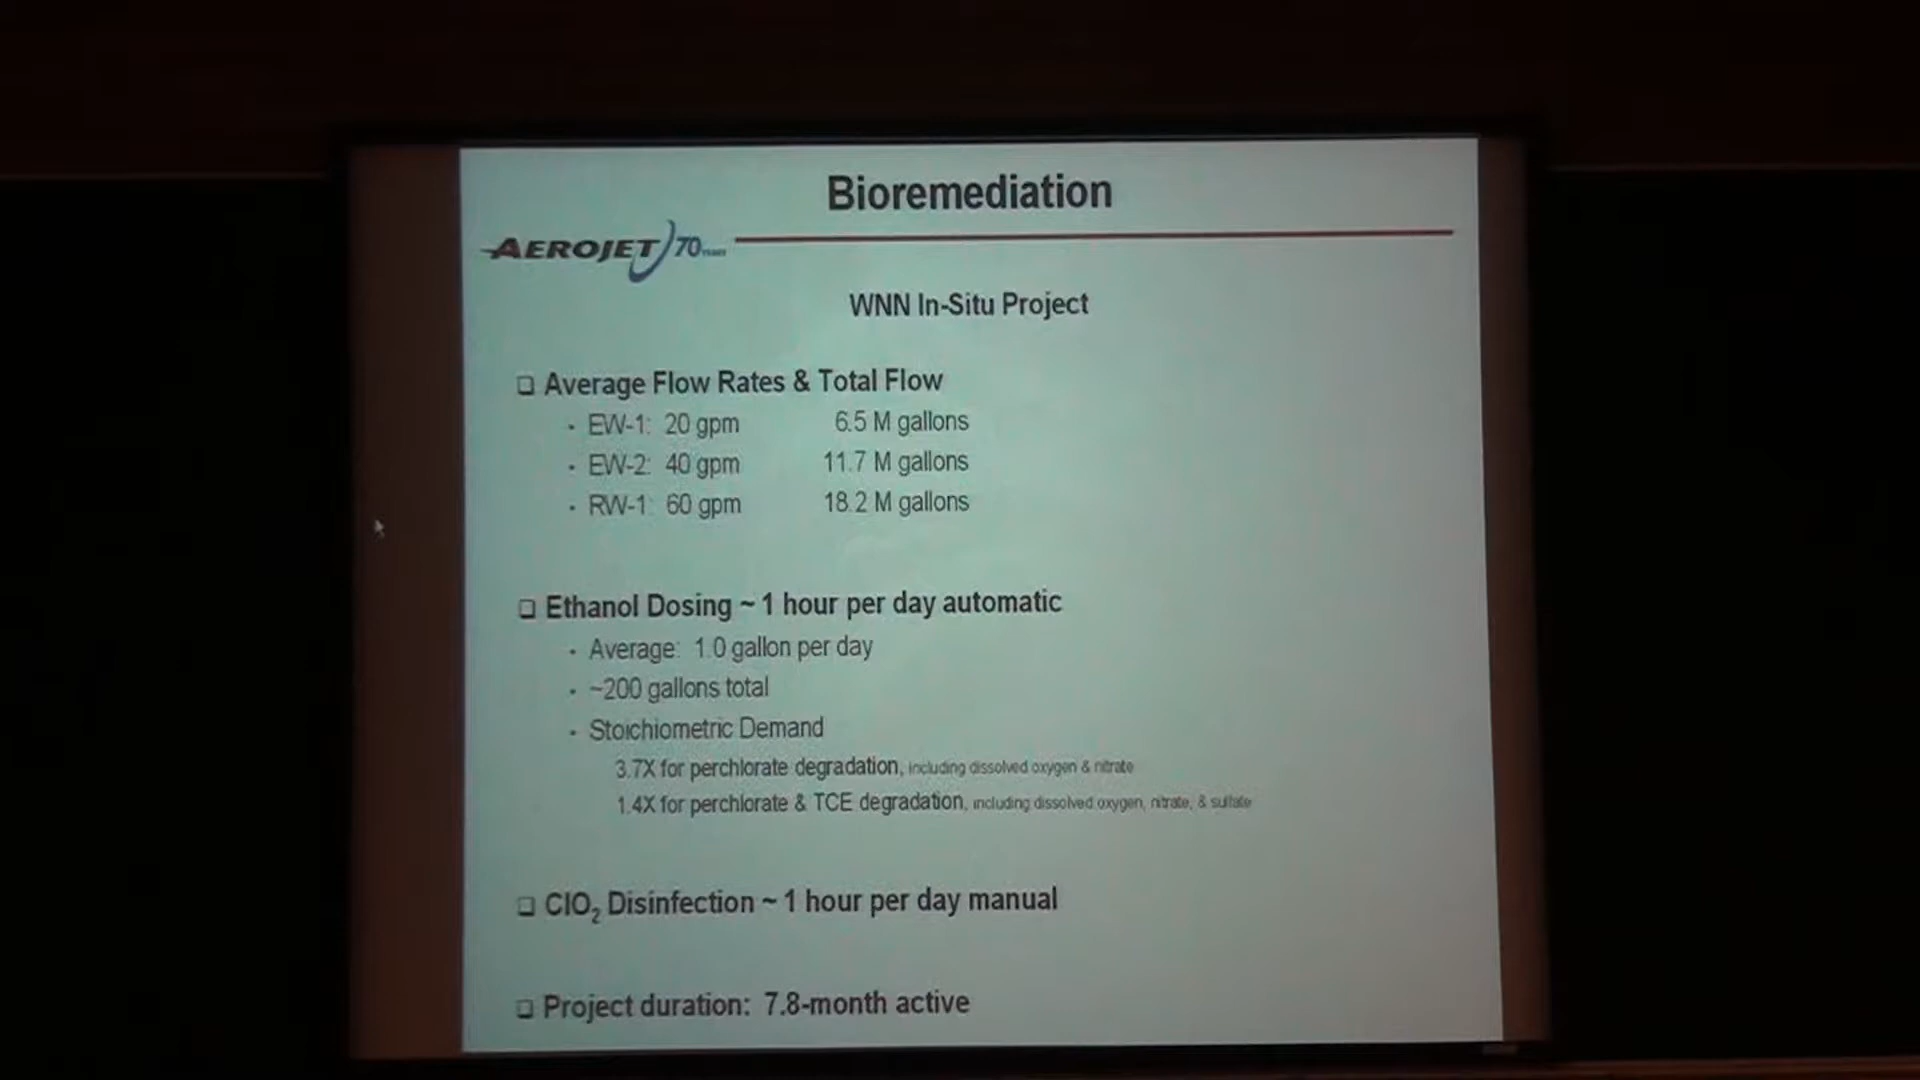 Bioremediation
AEROJET 70 YEARS
WNN In-Situ Project
❑ Average Flow Rates & Total Flow
• EW-1: 20 gpm 6.5 M gallons
• EW-2: 40 gpm 11.7 M gallons
• RW-1: 60 gpm 18.2 M gallons
❑ Ethanol Dosing ~ 1 hour per day automatic
• Average: 1.0 gallon per day
• ~200 gallons total
• Stoichiometric Demand
3.7X for perchlorate degradation, including dissolved oxygen & nitrate
1.4X for perchlorate & TCE degradation, including dissolved oxygen, nitrate, & sulfate
❑ ClO₂ Disinfection ~ 1 hour per day manual
❑ Project duration: 7.8-month active